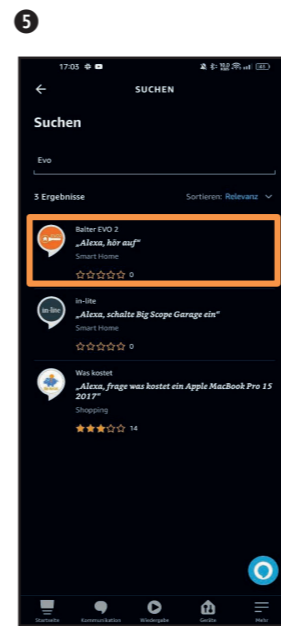 5
17:03
SUCHEN
Suchen
Evo
3 Ergebnisse
Sortieren: Relevanz
Balter EVO 2
„Alexa, hör auf"
Smart Home
0
in-lite
in-lite
„Alexa, schalte Big Scope Garage ein"
Smart Home
0
Was kostet
„Alexa, frage was kostet ein Apple MacBook Pro 15
2017"
Shopping
14
Startseite
Kommunikation
Wiedergabe
Geräte
Mehr